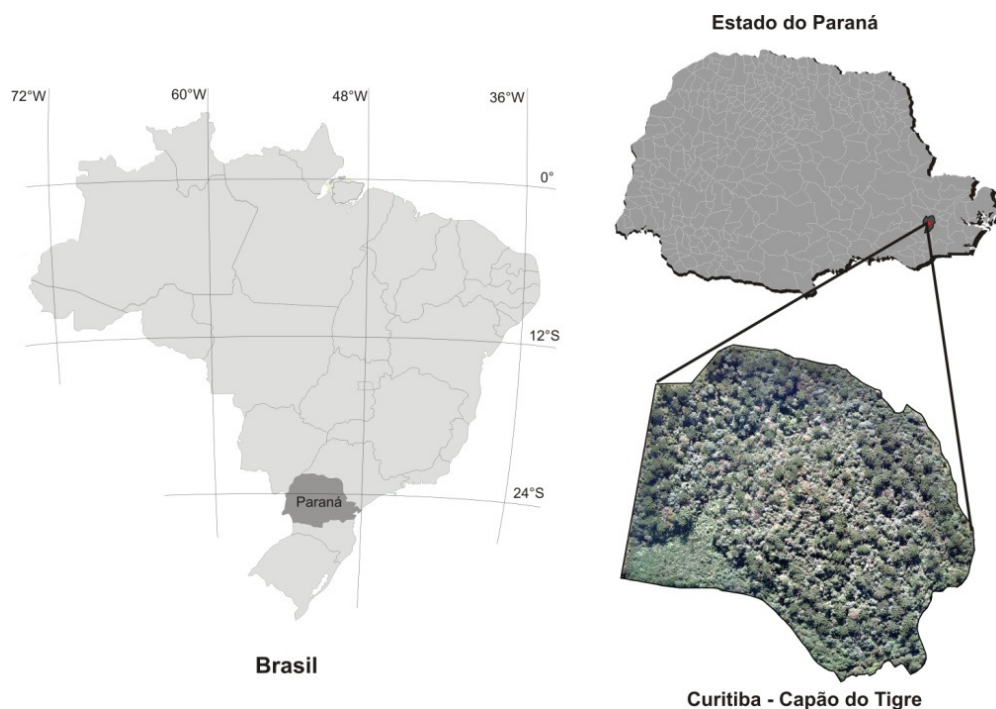 Estado do Paraná
72°W
60°W
48°W
36°W
0°
12°S
24°S
Paraná
Brasil
Curitiba - Capão do Tigre